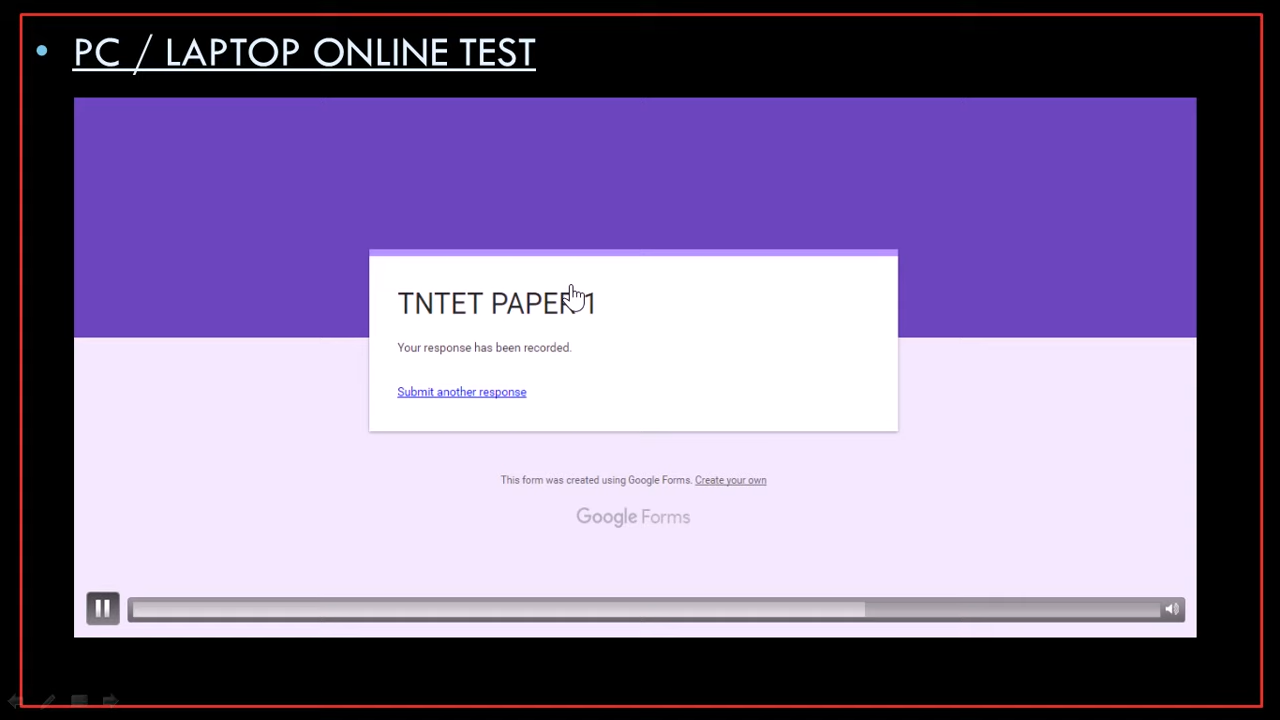 • PC / LAPTOP ONLINE TEST
TNTET PAPER 1
Your response has been recorded.
Submit another response
This form was created using Google Forms. Create your own
Google Forms